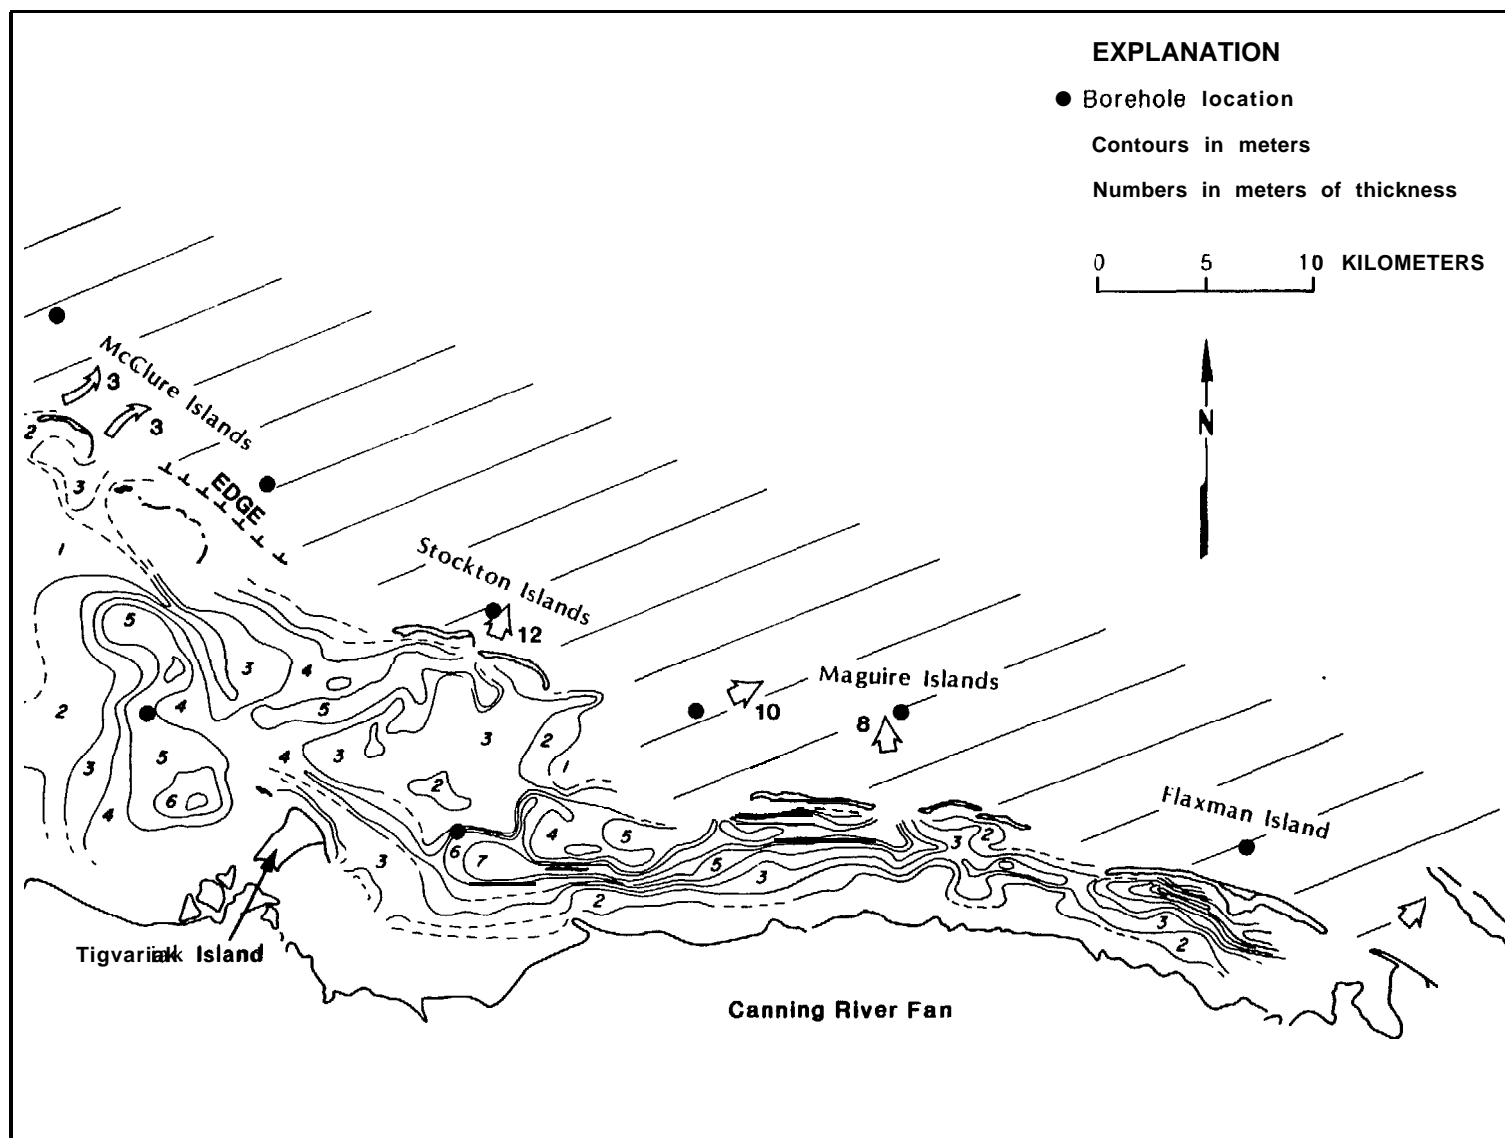 EXPLANATION
● Borehole location
Contours in meters
Numbers in meters of thickness
0 5 10 KILOMETERS
N
McClure Islands
3
3
2
3
EDGE
1
Stockton Islands
12
5
3
4
2
4
5
3
5
4
3
3
2
1
6
4
2
10
Maguire Islands
8
Flaxman Island
4
5
6
7
3
5
3
2
3
2
3
2
Tigvariak Island
Canning River Fan